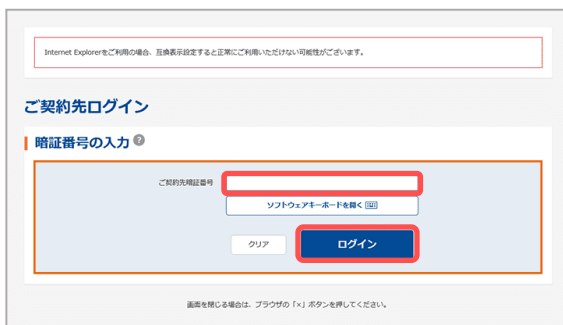 Internet Explorerをご利用の場合、互換表示設定すると正常にご利用いただけない可能性がございます。
ご契約先ログイン
暗証番号の入力 ?
ご契約先暗証番号
ソフトウェアキーボードを開く
クリア
ログイン
画面を閉じる場合は、ブラウザの「×」ボタンを押してください。